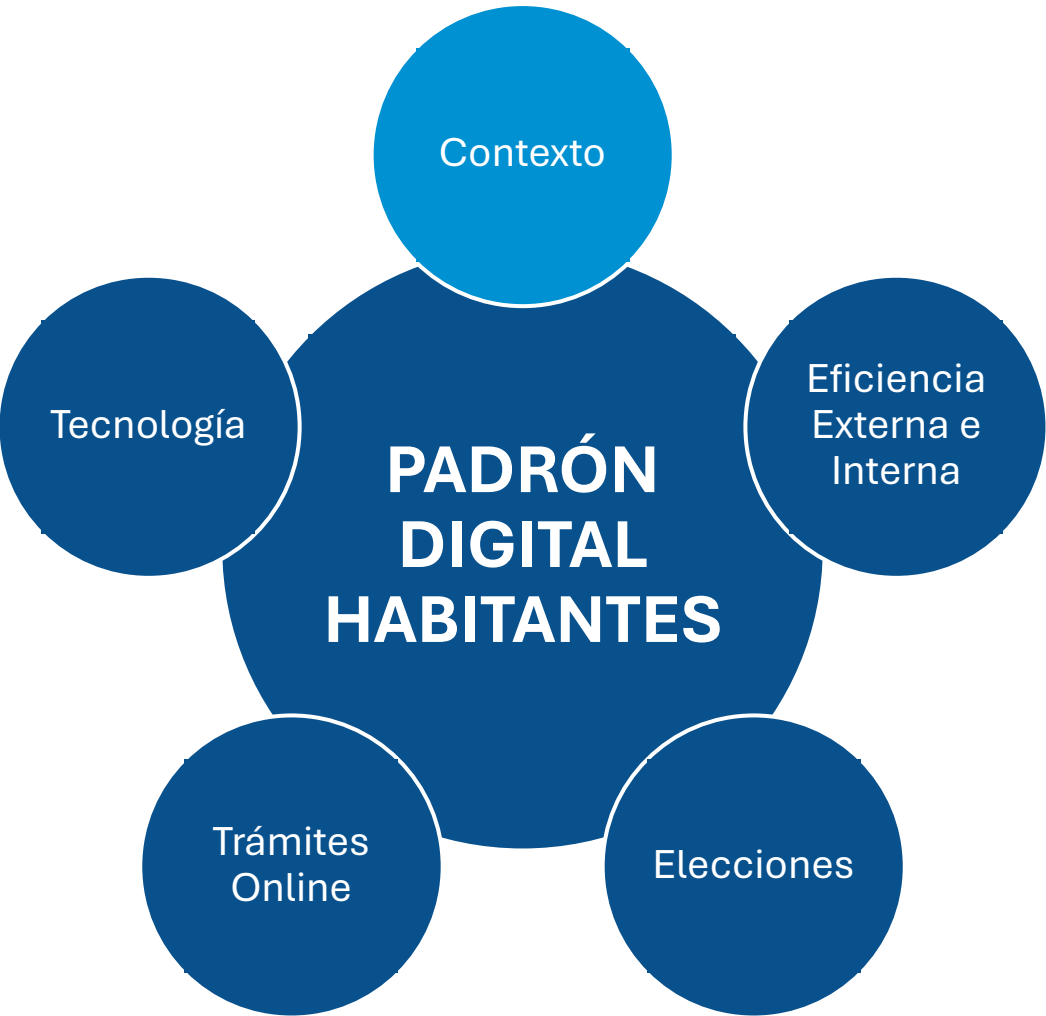 Contexto
Eficiencia
Externa e
Interna
Elecciones
Trámites
Online
Tecnología
PADRÓN
DIGITAL
HABITANTES